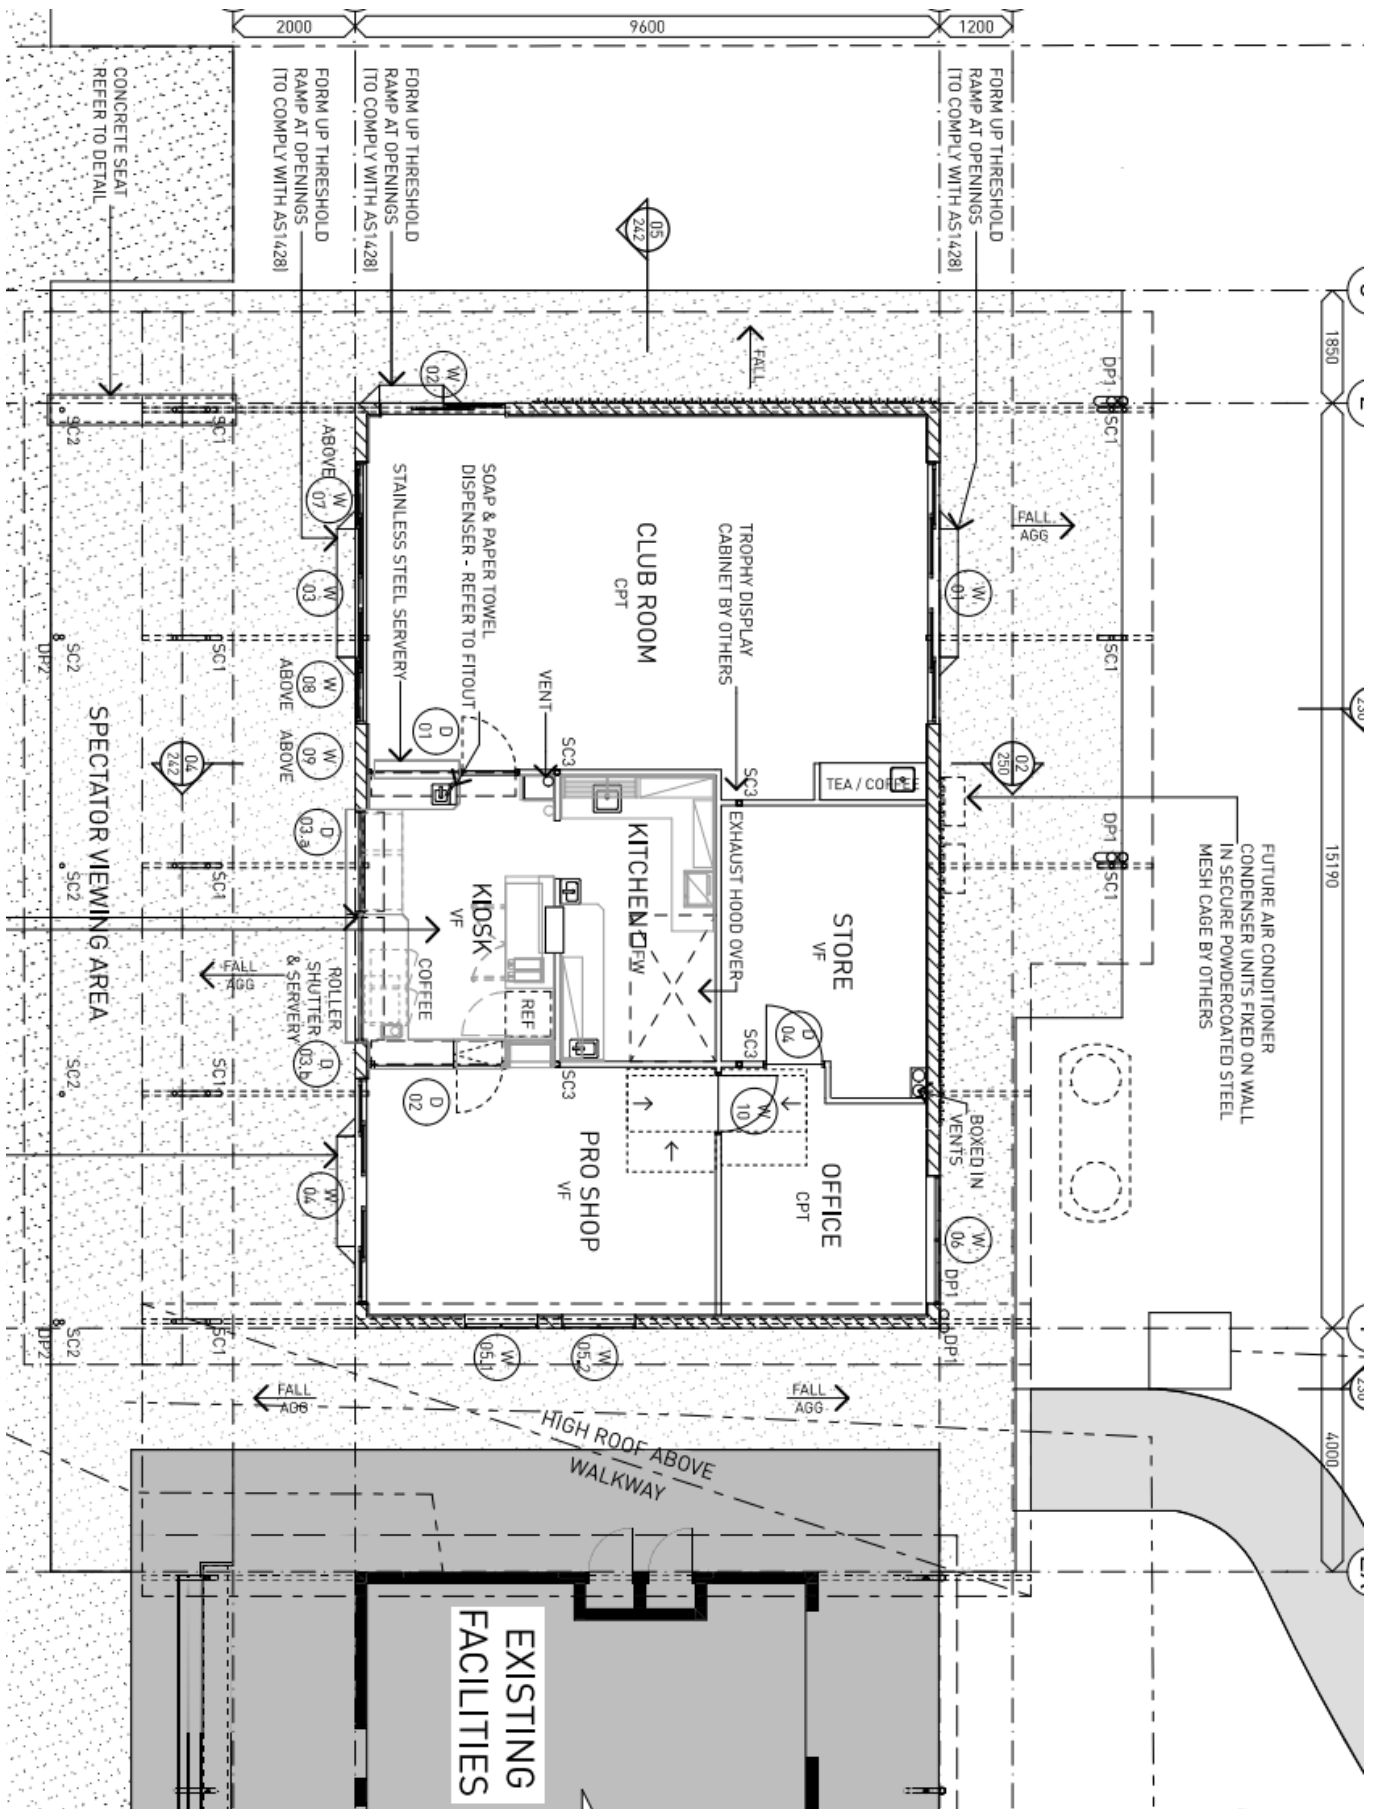 2000
9600
1200
CONCRETE SEAT
REFER TO DETAIL
FORM UP THRESHOLD
RAMP AT OPENINGS
(TO COMPLY WITH AS1428)
FORM UP THRESHOLD
RAMP AT OPENINGS
(TO COMPLY WITH AS1428)
FORM UP THRESHOLD
RAMP AT OPENINGS
(TO COMPLY WITH AS1428)
05
242
1850
FALL
W
02
DP1
SC1
SC2
SC1
ABOVE
W
07
STAINLESS STEEL SERVERY
SOAP & PAPER TOWEL
DISPENSER - REFER TO FITOUT
CLUB ROOM
CPT
TROPHY DISPLAY
CABINET BY OTHERS
FALL
AGG
W
03
W
01
SC2
DP2
SC1
SC1
W
08
ABOVE
VENT
D
01
W
09
ABOVE
04
242
SPECTATOR VIEWING AREA
SC3
SC3
TEA / COFFEE
02
250
D
03.a
KITCHEN
EXHAUST HOOD OVER
DP1
SC1
FUTURE AIR CONDITIONER
CONDENSER UNITS FIXED ON WALL
IN SECURE POWDERCOATED STEEL
MESH CAGE BY OTHERS
15190
SC2
SC1
KIOSK
VF
STORE
VF
FW
FALL
AGG
ROLLER
SHUTTER
& SERVERY
COFFEE
REF
SC3
D
04
D
03.b
SC2
SC1
D
02
SC3
W
10
BOXED IN
VENTS
PRO SHOP
VF
OFFICE
CPT
W
04
W
06
DP1
SC2
DP2
SC1
DP1
W
05.1
W
05.2
FALL
AGG
FALL
AGG
HIGH ROOF ABOVE
WALKWAY
4000
EXISTING
FACILITIES